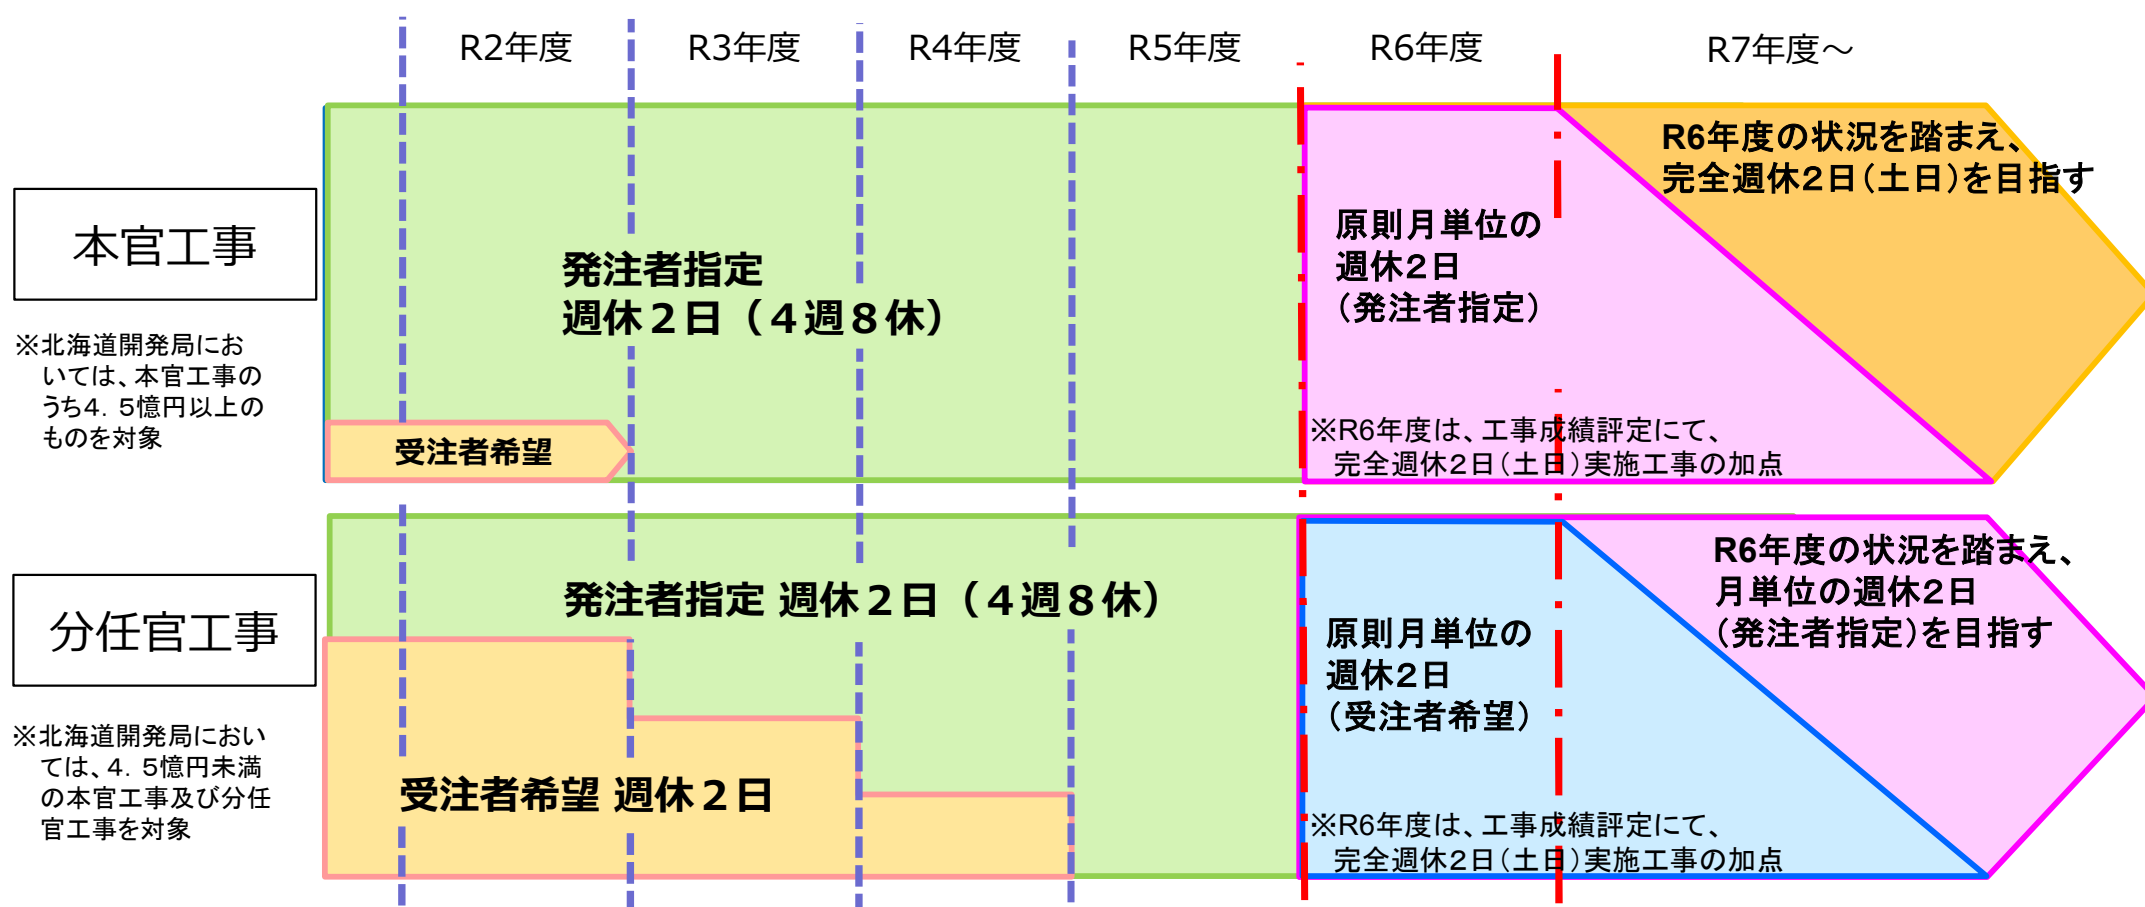 R2年度
R3年度
R4年度
R5年度
R6年度
R7年度～
本官工事
※北海道開発局にお
いては、本官工事の
うち4．5億円以上の
ものを対象
発注者指定
週休２日（４週８休）
受注者希望
原則月単位の
週休2日
（発注者指定）
R6年度の状況を踏まえ、
完全週休2日（土日）を目指す
※R6年度は、工事成績評定にて、
完全週休2日（土日）実施工事の加点
分任官工事
※北海道開発局におい
ては、4．5億円未満
の本官工事及び分任
官工事を対象
発注者指定 週休２日（４週８休）
受注者希望 週休２日
原則月単位の
週休2日
（受注者希望）
R6年度の状況を踏まえ、
月単位の週休2日
（発注者指定）を目指す
※R6年度は、工事成績評定にて、
完全週休2日（土日）実施工事の加点